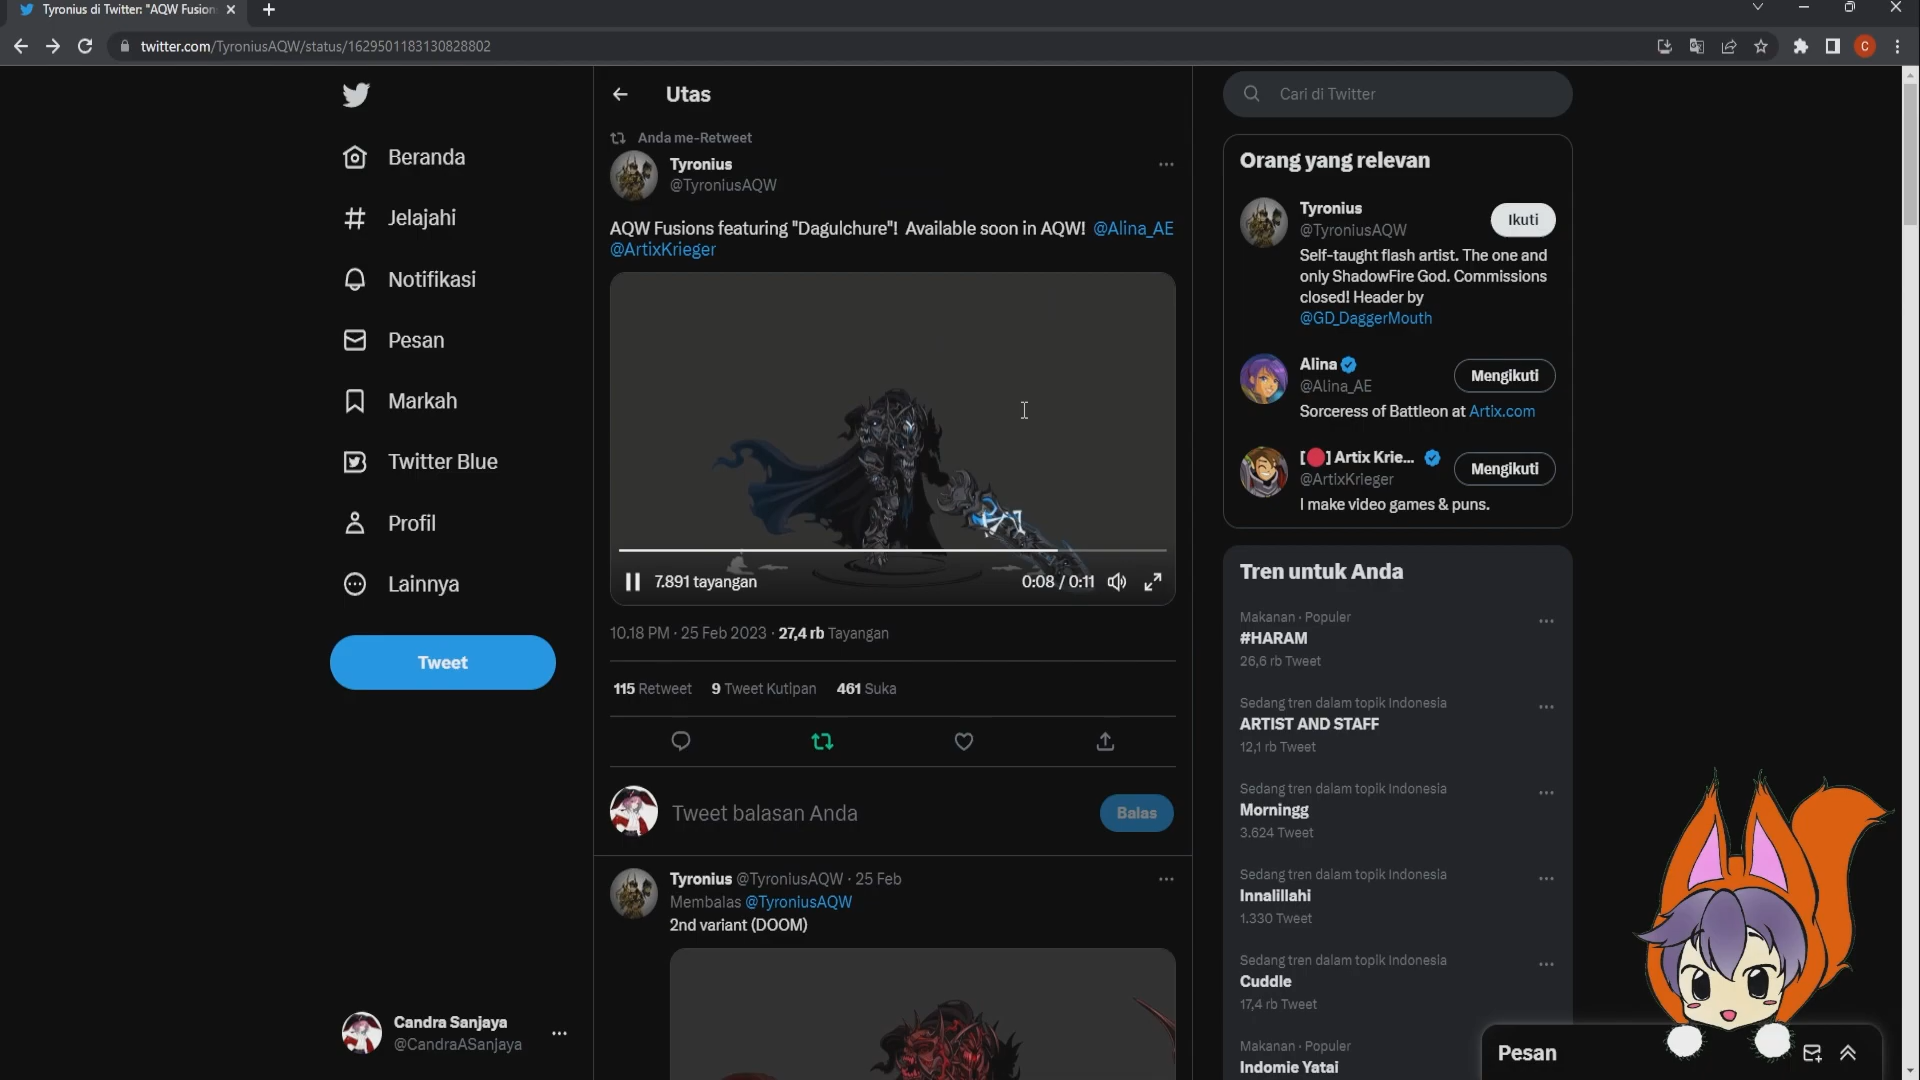 Tyronius di Twitter: "AQW Fusion
twitter.com/TyroniusAQW/status/1629501183130828802
C
Beranda
Jelajahi
Notifikasi
Pesan
Markah
Twitter Blue
Profil
Lainnya
Tweet
Candra Sanjaya
@CandraASanjaya
Utas
Anda me-Retweet
Tyronius
@TyroniusAQW
AQW Fusions featuring "Dagulchure"! Available soon in AQW! @Alina_AE
@ArtixKrieger
7.891 tayangan
0:08 / 0:11
10.18 PM · 25 Feb 2023 · 27,4 rb Tayangan
115 Retweet 9 Tweet Kutipan 461 Suka
Tweet balasan Anda
Balas
Tyronius @TyroniusAQW · 25 Feb
Membalas @TyroniusAQW
2nd variant (DOOM)
Cari di Twitter
Orang yang relevan
Tyronius
@TyroniusAQW
Ikuti
Self-taught flash artist. The one and
only ShadowFire God. Commissions
closed! Header by
@GD_DaggerMouth
Alina
@Alina_AE
Mengikuti
Sorceress of Battleon at Artix.com
[🔴] Artix Krie...
@ArtixKrieger
Mengikuti
I make video games & puns.
Tren untuk Anda
Makanan · Populer
#HARAM
26,6 rb Tweet
Sedang tren dalam topik Indonesia
ARTIST AND STAFF
12,1 rb Tweet
Sedang tren dalam topik Indonesia
Morningg
3.624 Tweet
Sedang tren dalam topik Indonesia
Innalillahi
1.330 Tweet
Sedang tren dalam topik Indonesia
Cuddle
17,4 rb Tweet
Makanan · Populer
Indomie Yatai
Pesan